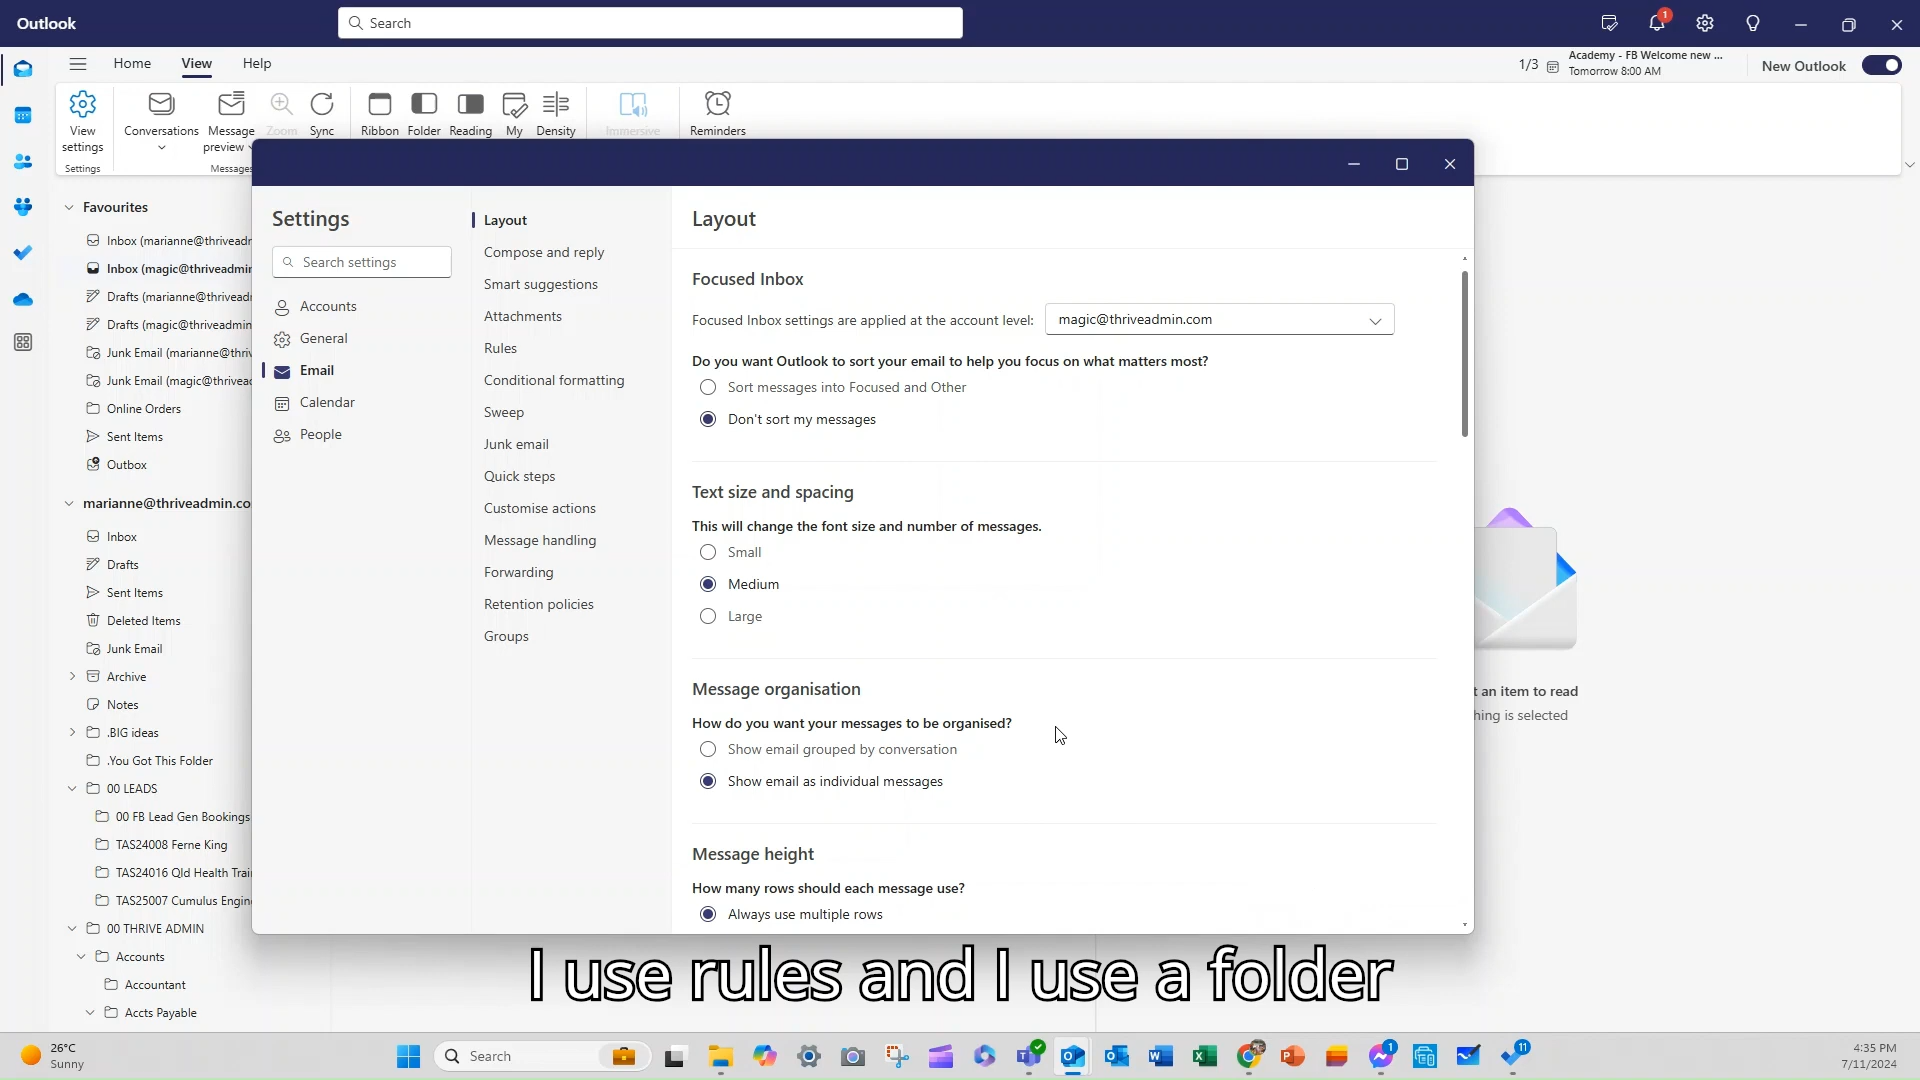 Outlook
Search
1
Home
View
Help
1/3
Academy - FB Welcome new ...
Tomorrow 8:00 AM
New Outlook
View settings
Conversations
Message preview
Zoom
Sync
Ribbon
Folder
Reading
My
Density
Immersive
Reminders
Settings
Messages
Favourites
Inbox (marianne@thriveadm
Inbox (magic@thriveadmin
Drafts (marianne@thriveadm
Drafts (magic@thriveadmin
Junk Email (marianne@thriv
Junk Email (magic@thrivead
Online Orders
Sent Items
Outbox
marianne@thriveadmin.co
Inbox
Drafts
Sent Items
Deleted Items
Junk Email
Archive
Notes
.BIG ideas
.You Got This Folder
00 LEADS
00 FB Lead Gen Bookings
TAS24008 Ferne King
TAS24016 Qld Health Trai
TAS25007 Cumulus Engin
00 THRIVE ADMIN
Accounts
Accountant
Accts Payable
Settings
Search settings
Accounts
General
Email
Calendar
People
Layout
Compose and reply
Smart suggestions
Attachments
Rules
Conditional formatting
Sweep
Junk email
Quick steps
Customise actions
Message handling
Forwarding
Retention policies
Groups
Layout
Focused Inbox
Focused Inbox settings are applied at the account level:
magic@thriveadmin.com
Do you want Outlook to sort your email to help you focus on what matters most?
Sort messages into Focused and Other
Don't sort my messages
Text size and spacing
This will change the font size and number of messages.
Small
Medium
Large
Message organisation
How do you want your messages to be organised?
Show email grouped by conversation
Show email as individual messages
Message height
How many rows should each message use?
Always use multiple rows
t an item to read
hing is selected
I use rules and I use a folder
26°C
Sunny
Search
1
11
4:35 PM
7/11/2024